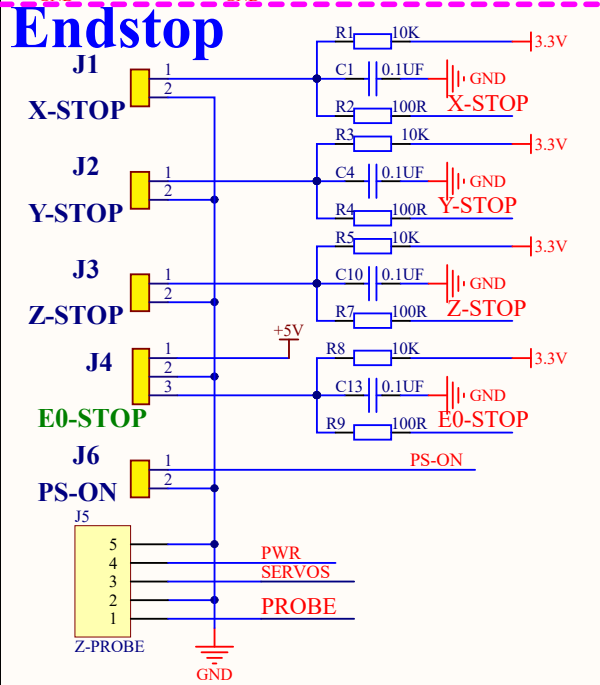 Endstop
J1
X-STOP
1
2
R1 10K 3.3V
C1 0.1UF GND
R2 100R X-STOP
J2
Y-STOP
1
2
R3 10K 3.3V
C4 0.1UF GND
R4 100R Y-STOP
J3
Z-STOP
1
2
R5 10K 3.3V
C10 0.1UF GND
R7 100R Z-STOP
J4
E0-STOP
1
2
3
+5V
R8 10K 3.3V
C13 0.1UF GND
R9 100R E0-STOP
J6
PS-ON
1
2
PS-ON
J5
5
4 PWR
3 SERVOS
2
1 PROBE
Z-PROBE
GND